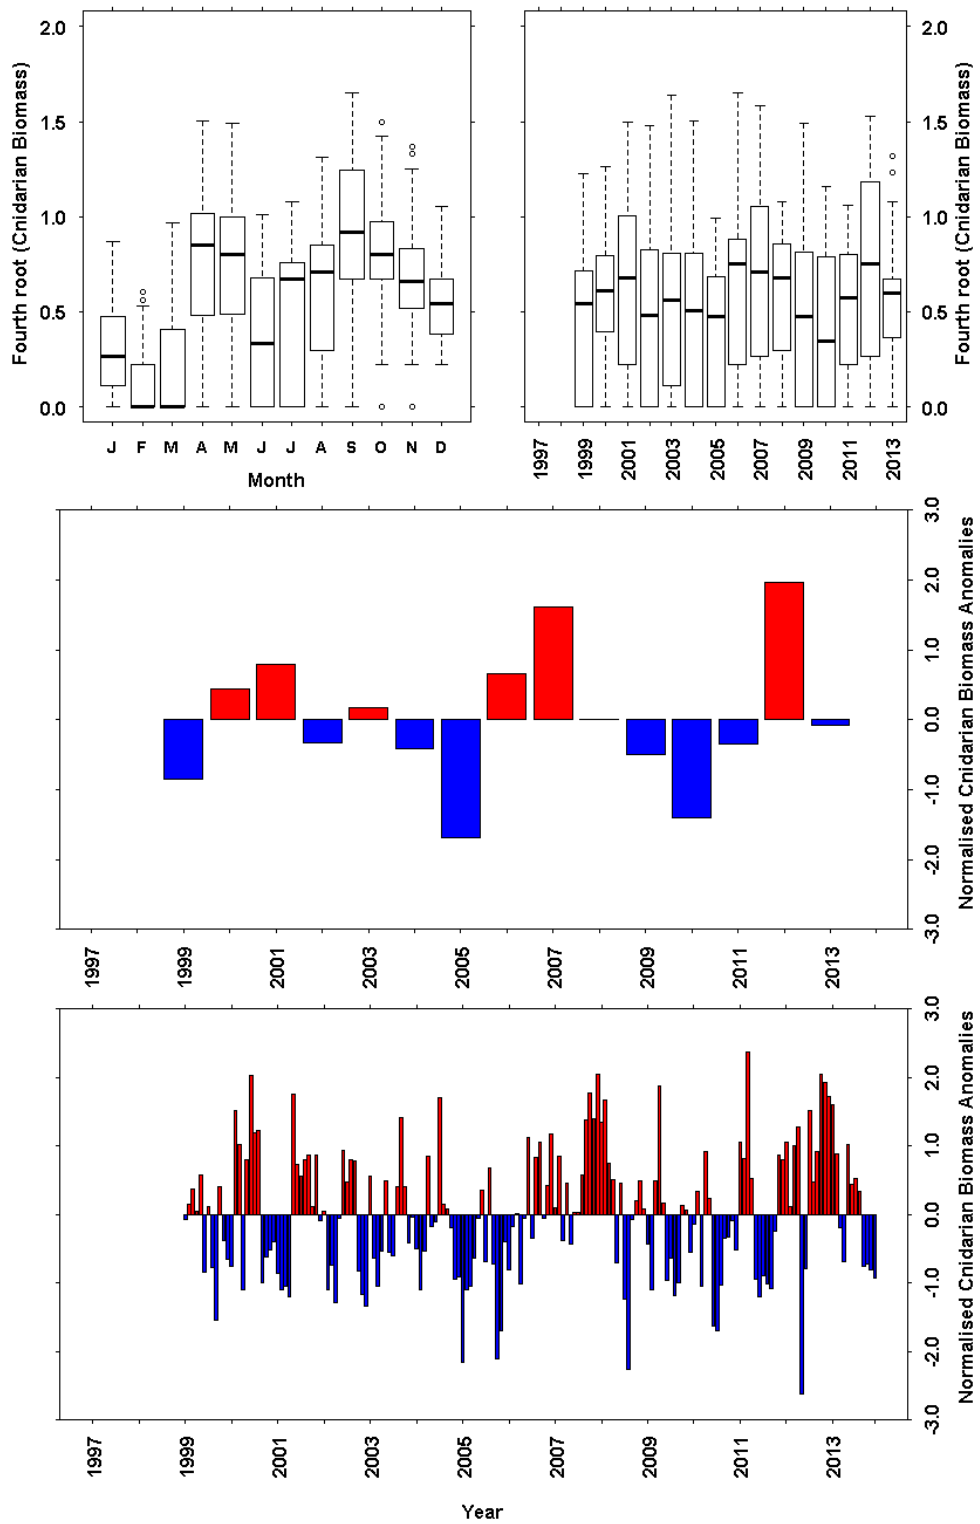 2.0
1.5
1.0
0.5
0.0
Fourth root (Cnidarian Biomass)
J F M A M J J A S O N D
Month
2.0
1.5
1.0
0.5
0.0
Fourth root (Cnidarian Biomass)
1997 1999 2001 2003 2005 2007 2009 2011 2013
3.0
2.0
1.0
0.0
-1.0
-2.0
-3.0
Normalised Cnidarian Biomass Anomalies
1997 1999 2001 2003 2005 2007 2009 2011 2013
3.0
2.0
1.0
0.0
-1.0
-2.0
-3.0
Normalised Cnidarian Biomass Anomalies
1997 1999 2001 2003 2005 2007 2009 2011 2013
Year